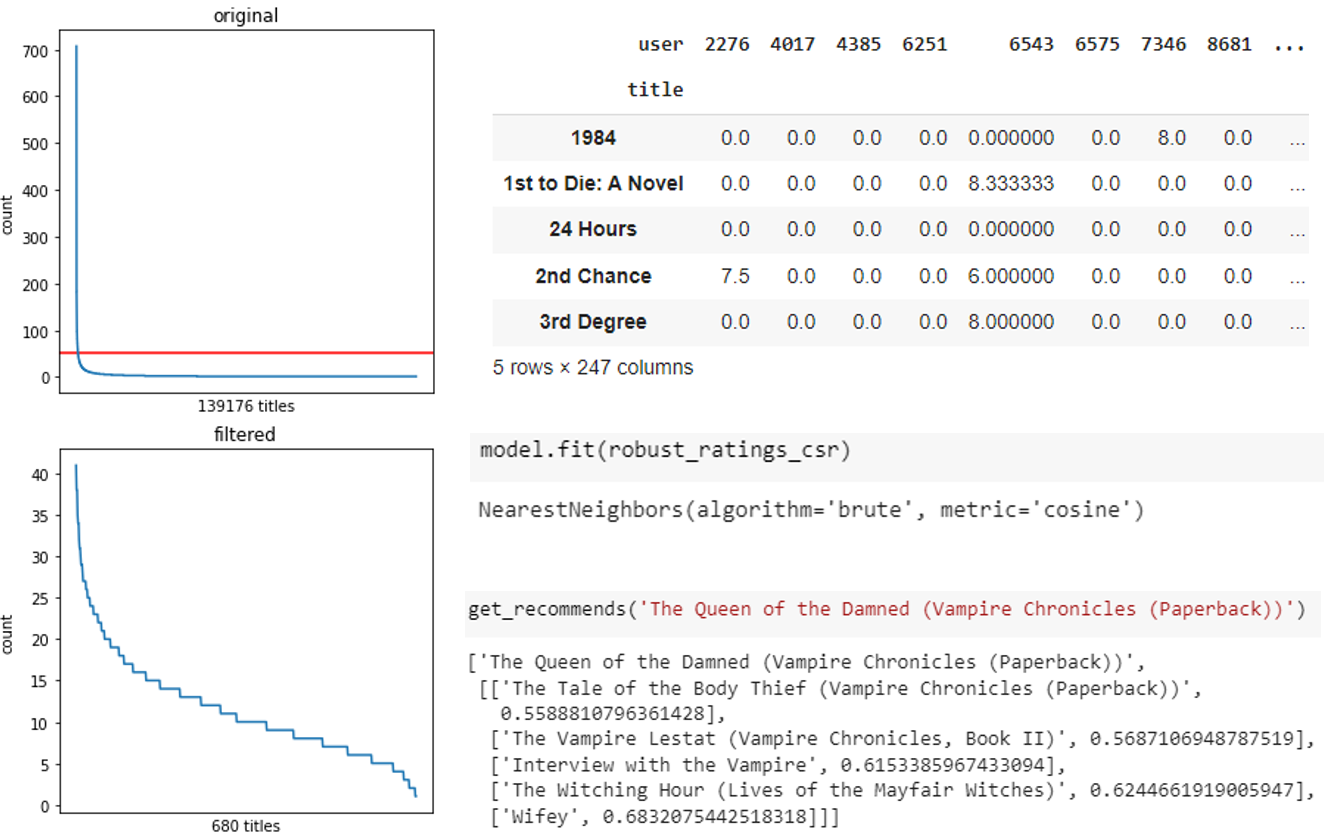 original
700
600
500
400
300
200
100
0
count
139176 titles
filtered
40
35
30
25
20
15
10
5
0
count
680 titles
user 2276 4017 4385 6251 6543 6575 7346 8681 ...
title
1984 0.0 0.0 0.0 0.0 0.000000 0.0 8.0 0.0 ...
1st to Die: A Novel 0.0 0.0 0.0 0.0 8.333333 0.0 0.0 0.0 ...
24 Hours 0.0 0.0 0.0 0.0 0.000000 0.0 0.0 0.0 ...
2nd Chance 7.5 0.0 0.0 0.0 6.000000 0.0 0.0 0.0 ...
3rd Degree 0.0 0.0 0.0 0.0 8.000000 0.0 0.0 0.0 ...
5 rows × 247 columns
model.fit(robust_ratings_csr)
NearestNeighbors(algorithm='brute', metric='cosine')
get_recommends('The Queen of the Damned (Vampire Chronicles (Paperback))')
['The Queen of the Damned (Vampire Chronicles (Paperback))',
[['The Tale of the Body Thief (Vampire Chronicles (Paperback))',
0.5588810796361428],
['The Vampire Lestat (Vampire Chronicles, Book II)', 0.5687106948787519],
['Interview with the Vampire', 0.6153385967433094],
['The Witching Hour (Lives of the Mayfair Witches)', 0.6244661919005947],
['Wifey', 0.6832075442518318]]]